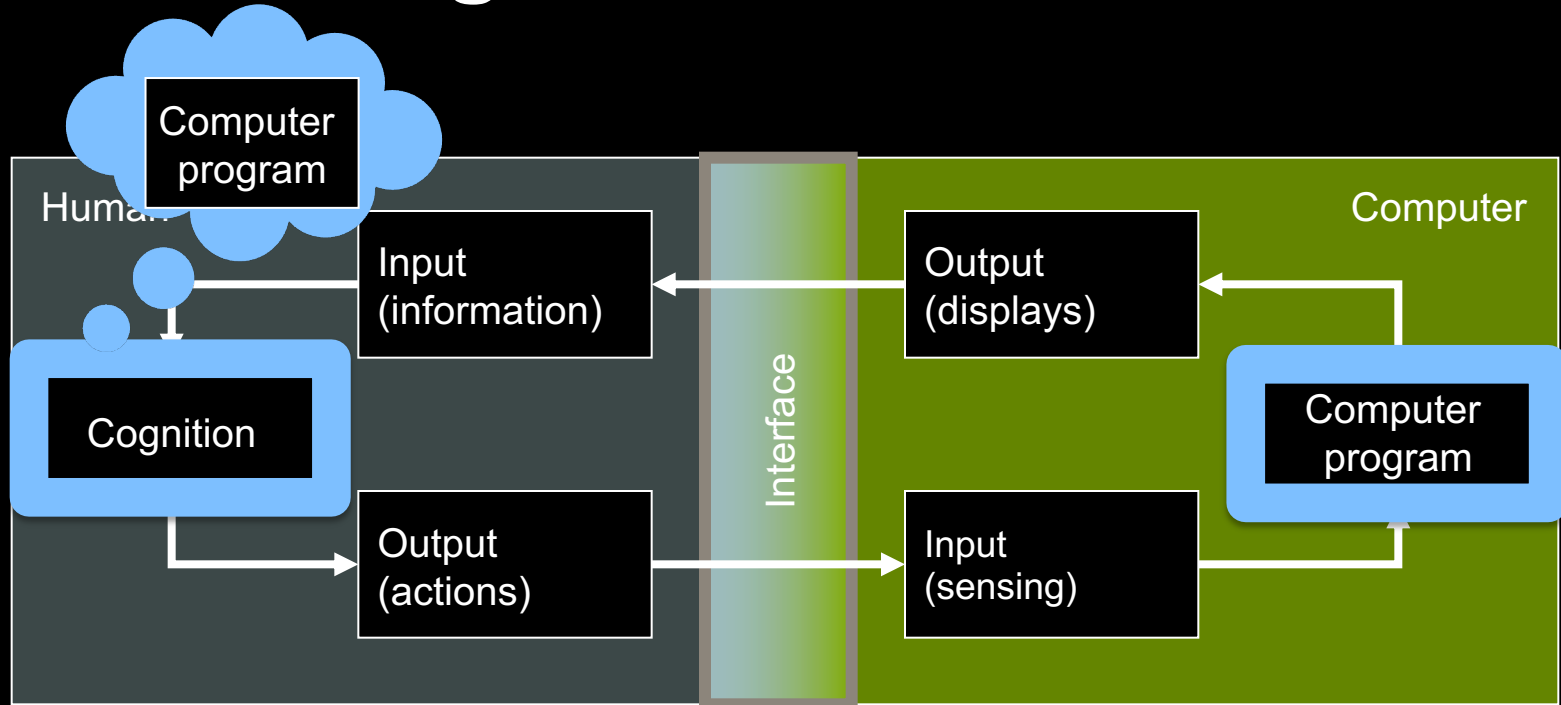 Computer
program
Human
Input
(information)
Cognition
Output
(actions)
Interface
Computer
Output
(displays)
Computer
program
Input
(sensing)